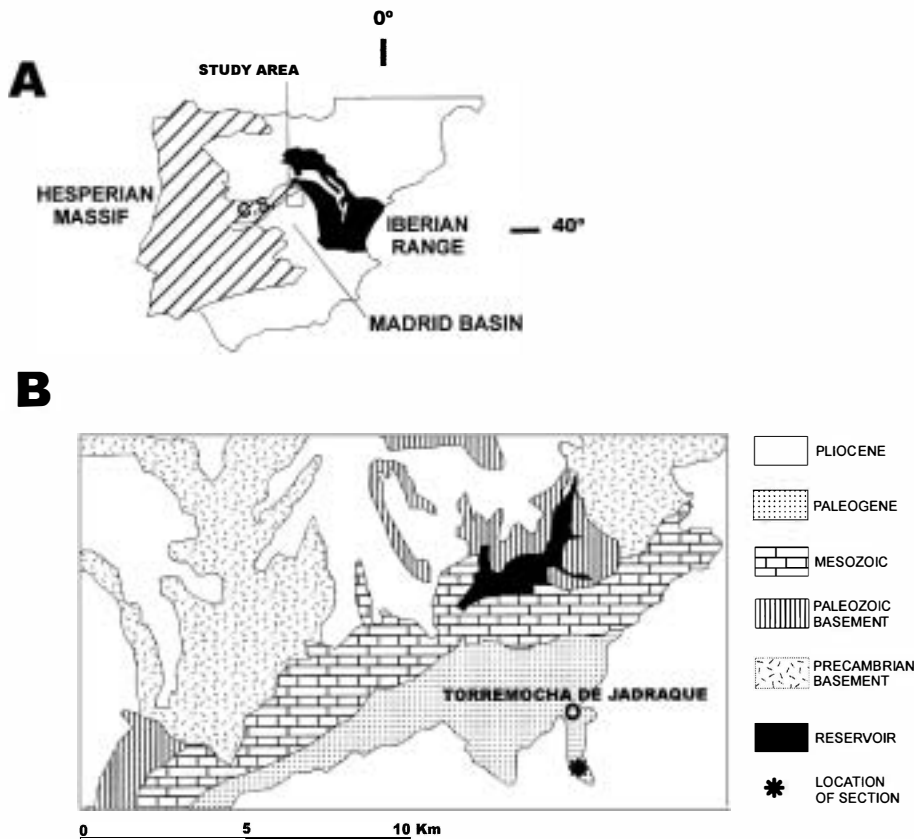 0º
A
STUDY AREA
HESPERIAN
MASSIF
IBERIAN
RANGE
40º
MADRID BASIN
B
PLIOCENE
PALEOGENE
MESOZOIC
PALEOZOIC
BASEMENT
PRECAMBRIAN
BASEMENT
TORREMOCHA DE JADRAQUE
RESERVOIR
LOCATION
OF SECTION
0 5 10 Km